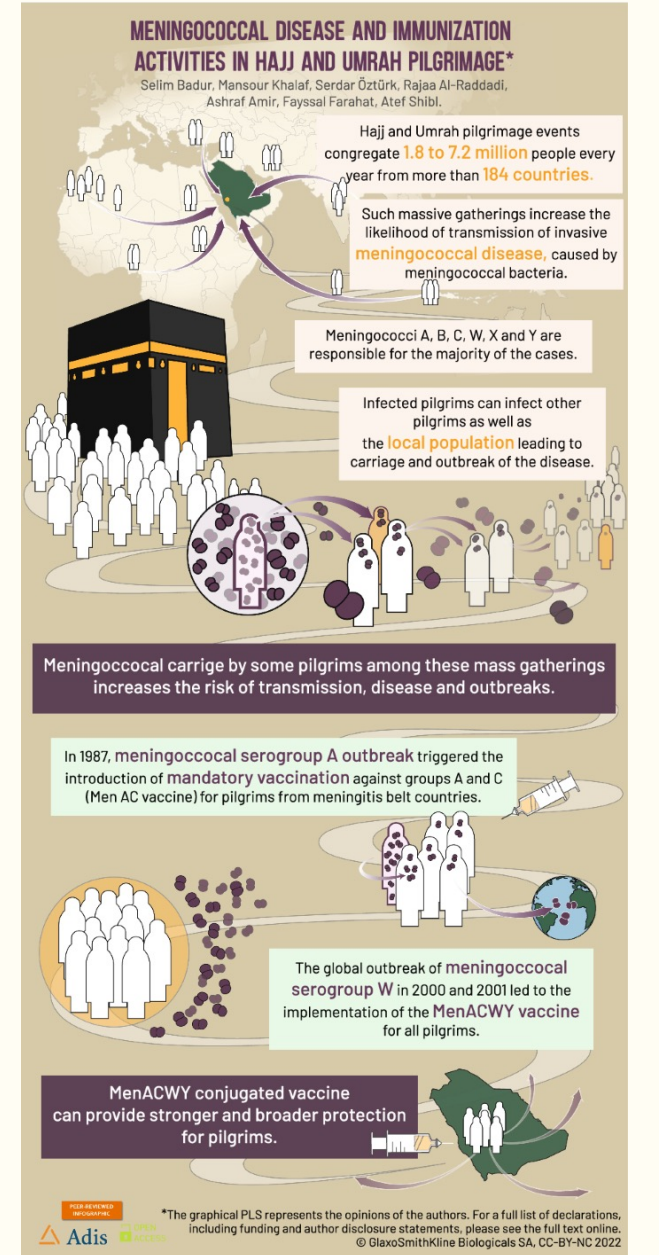 MENINGOCOCCAL DISEASE AND IMMUNIZATION
ACTIVITIES IN HAJJ AND UMRAH PILGRIMAGE*
Selim Badur, Mansour Khalaf, Serdar Öztürk, Rajaa Al-Raddadi,
Ashraf Amir, Fayssal Farahat, Atef Shibl.
Hajj and Umrah pilgrimage events
congregate 1.8 to 7.2 million people every
year from more than 184 countries.
Such massive gatherings increase the
likelihood of transmission of invasive
meningococcal disease, caused by
meningococcal bacteria.
Meningococci A, B, C, W, X and Y are
responsible for the majority of the cases.
Infected pilgrims can infect other
pilgrims as well as
the local population leading to
carriage and outbreak of the disease.
Meningoccocal carrige by some pilgrims among these mass gatherings
increases the risk of transmission, disease and outbreaks.
In 1987, meningoccocal serogroup A outbreak triggered the
introduction of mandatory vaccination against groups A and C
(Men AC vaccine) for pilgrims from meningitis belt countries.
The global outbreak of meningoccocal
serogroup W in 2000 and 2001 led to the
implementation of the MenACWY vaccine
for all pilgrims.
MenACWY conjugated vaccine
can provide stronger and broader protection
for pilgrims.
PEER-REVIEWED
INFOGRAPHIC
Adis
OPEN
ACCESS
*The graphical PLS represents the opinions of the authors. For a full list of declarations,
including funding and author disclosure statements, please see the full text online.
© GlaxoSmithKline Biologicals SA, CC-BY-NC 2022